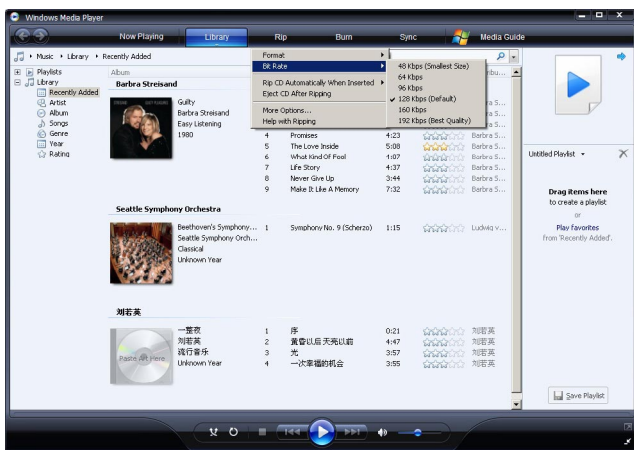 Windows Media Player
Now Playing Library Rip Burn Sync Media Guide
Music Library Recently Added
Format
Bit Rate
Rip CD Automatically When Inserted
Eject CD After Ripping
More Options...
Help with Ripping
48 Kbps (Smallest Size)
64 Kbps
96 Kbps
128 Kbps (Default)
160 Kbps
192 Kbps (Best Quality)
Playlists
Library
Recently Added
Artist
Album
Songs
Genre
Year
Rating
Album
Barbra Streisand
Guilty
Barbra Streisand
Easy Listening
1980
4 Promises 4:23 Barbra S...
5 The Love Inside 5:08 Barbra S...
6 What Kind Of Fool 4:07 Barbra S...
7 Life Story 4:37 Barbra S...
8 Never Give Up 3:44 Barbra S...
9 Make It Like A Memory 7:32 Barbra S...
Seattle Symphony Orchestra
Beethoven's Symphony... 1 Symphony No. 9 (Scherzo) 1:15 Ludwig v...
Seattle Symphony Orch...
Classical
Unknown Year
刘若英
一整夜 1 序 0:21 刘若英
刘若英 2 黄昏以后天亮以前 4:47 刘若英
流行音乐 3 光 3:57 刘若英
Unknown Year 4 一次幸福的机会 3:55 刘若英
Paste Art Here
Untitled Playlist
Drag items here
to create a playlist
or
Play favorites
from 'Recently Added'.
Save Playlist